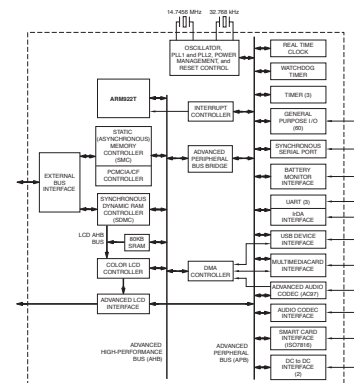 14.7456 MHz
32.768 kHz
OSCILLATOR,
PLL1 and PLL2, POWER
MANAGEMENT, and
RESET CONTROL
REAL TIME
CLOCK
WATCHDOG
TIMER
ARM922T
TIMER (3)
INTERRUPT
CONTROLLER
GENERAL
PURPOSE I/O
(60)
STATIC
(ASYNCHRONOUS)
MEMORY
CONTROLLER
(SMC)
ADVANCED
PERIPHERAL
BUS BRIDGE
SYNCHRONOUS
SERIAL PORT
EXTERNAL
BUS
INTERFACE
PCMCIA/CF
CONTROLLER
BATTERY
MONITOR
INTERFACE
SYNCHRONOUS
DYNAMIC RAM
CONTROLLER
(SDMC)
UART (3)
IrDA
INTERFACE
LCD AHB
BUS
80KB
SRAM
USB DEVICE
INTERFACE
COLOR LCD
CONTROLLER
DMA
CONTROLLER
MULTIMEDIACARD
INTERFACE
ADVANCED AUDIO
CODEC (AC97)
ADVANCED LCD
INTERFACE
AUDIO CODEC
INTERFACE
ADVANCED
HIGH-PERFORMANCE
BUS (AHB)
ADVANCED
PERIPHERAL
BUS (APB)
SMART CARD
INTERFACE
(ISO7816)
DC to DC
INTERFACE
(2)